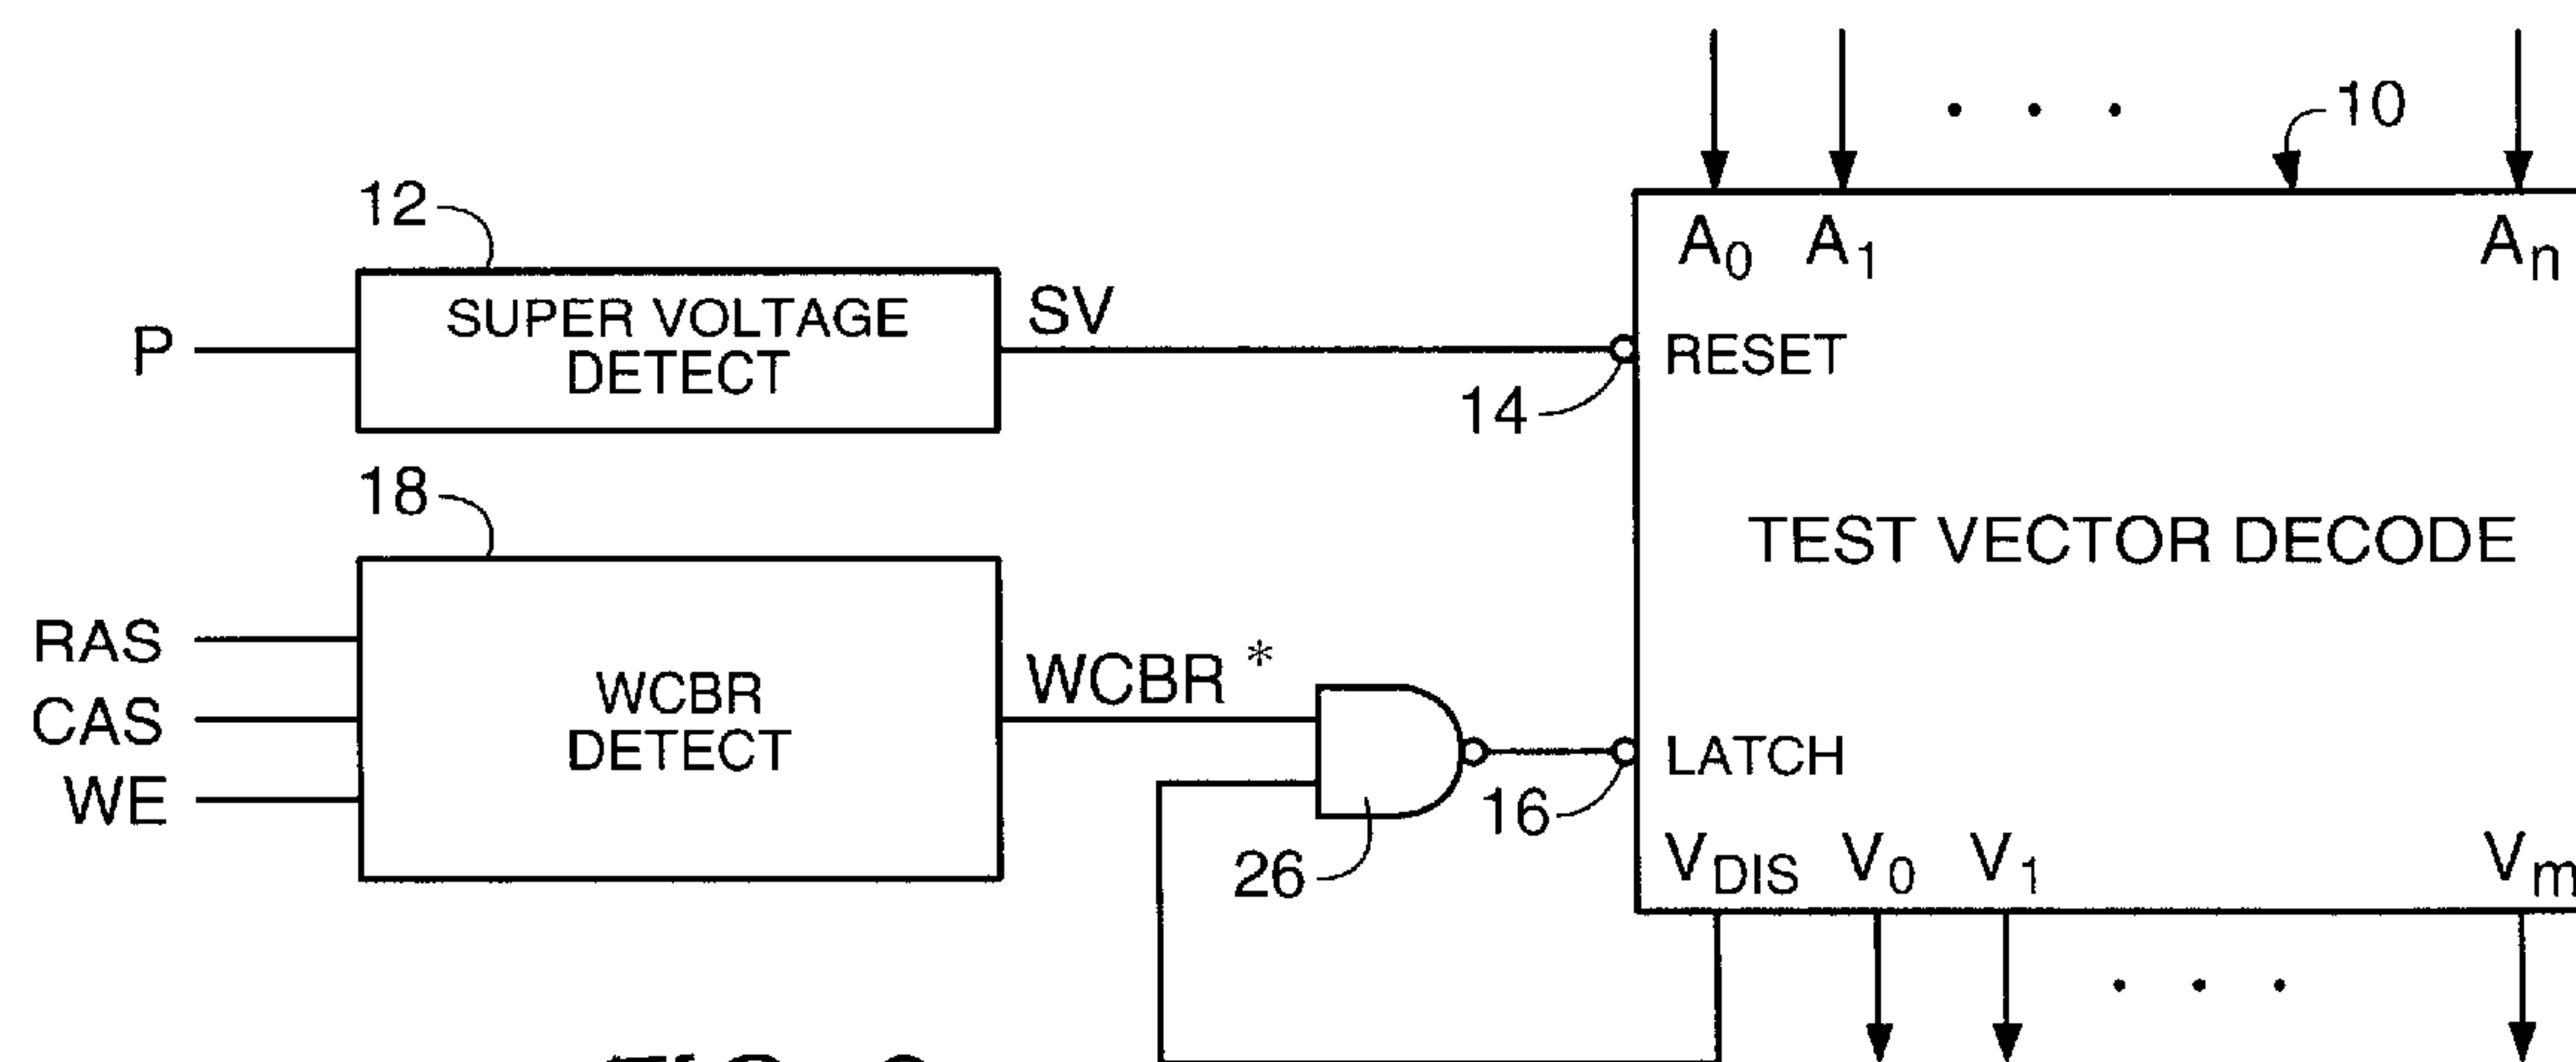 10
12
A0 A1 An
SUPER VOLTAGE
DETECT
SV
P
RESET
14
18
TEST VECTOR DECODE
RAS
CAS
WE
WCBR
DETECT
WCBR *
LATCH
16
26
VDIS V0 V1 Vm